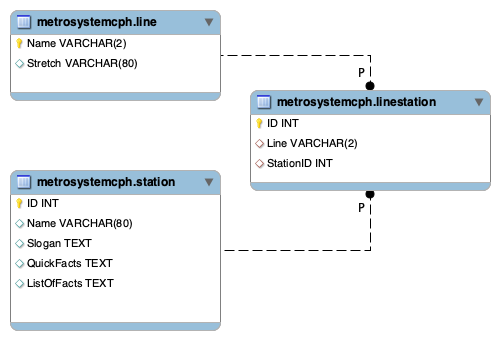 metrosystemcph.line
Name VARCHAR(2)
Stretch VARCHAR(80)
P
metrosystemcph.linestation
ID INT
Line VARCHAR(2)
StationID INT
metrosystemcph.station
ID INT
Name VARCHAR(80)
Slogan TEXT
QuickFacts TEXT
ListOfFacts TEXT
P